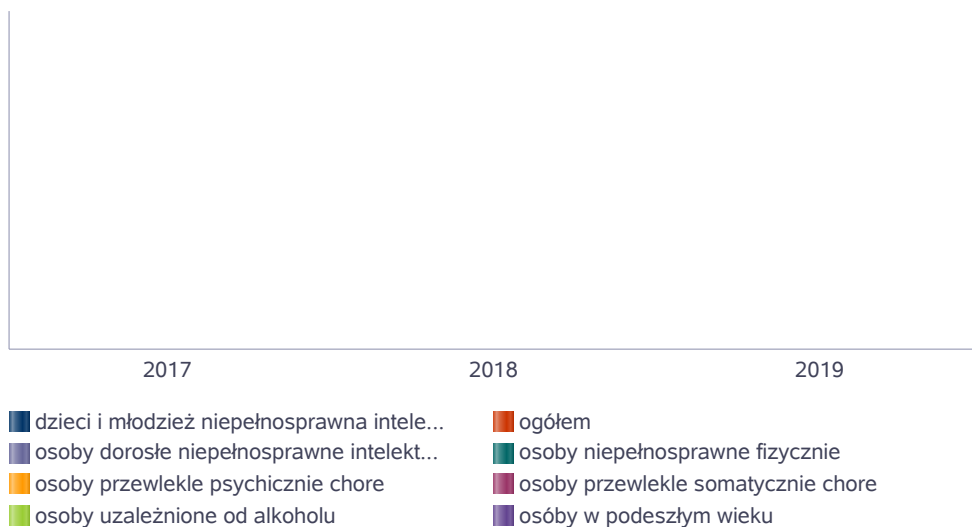 2017 2018 2019
dzieci i młodzież niepełnosprawna intele... ogółem
osoby dorosłe niepełnosprawne intelekt... osoby niepełnosprawne fizycznie
osoby przewlekle psychicznie chore osoby przewlekle somatycznie chore
osoby uzależnione od alkoholu osóby w podeszłym wieku